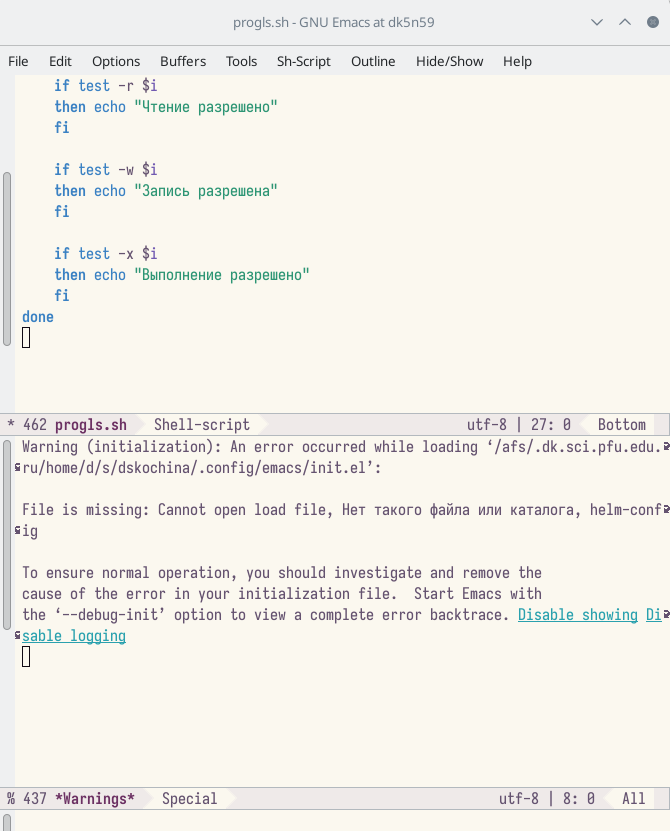 progls.sh - GNU Emacs at dk5n59
File Edit Options Buffers Tools Sh-Script Outline Hide/Show Help
if test -r $i
then echo "Чтение разрешено"
fi
if test -w $i
then echo "Запись разрешена"
fi
if test -x $i
then echo "Выполнение разрешено"
fi
done
* 462 progls.sh Shell-script utf-8 | 27: 0 Bottom
Warning (initialization): An error occurred while loading ‘/afs/.dk.sci.pfu.edu.
ru/home/d/s/dskochina/.config/emacs/init.el’:
File is missing: Cannot open load file, Нет такого файла или каталога, helm-conf
ig
To ensure normal operation, you should investigate and remove the
cause of the error in your initialization file.  Start Emacs with
the ‘--debug-init’ option to view a complete error backtrace. Disable showing Di
sable logging
% 437 *Warnings* Special utf-8 | 8: 0 All